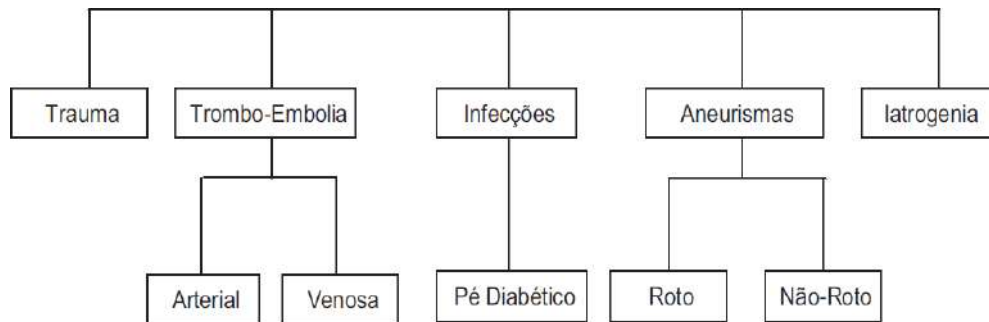 Trauma
Trombo-Embolia
Infecções
Aneurismas
Iatrogenia
Arterial
Venosa
Pé Diabético
Roto
Não-Roto